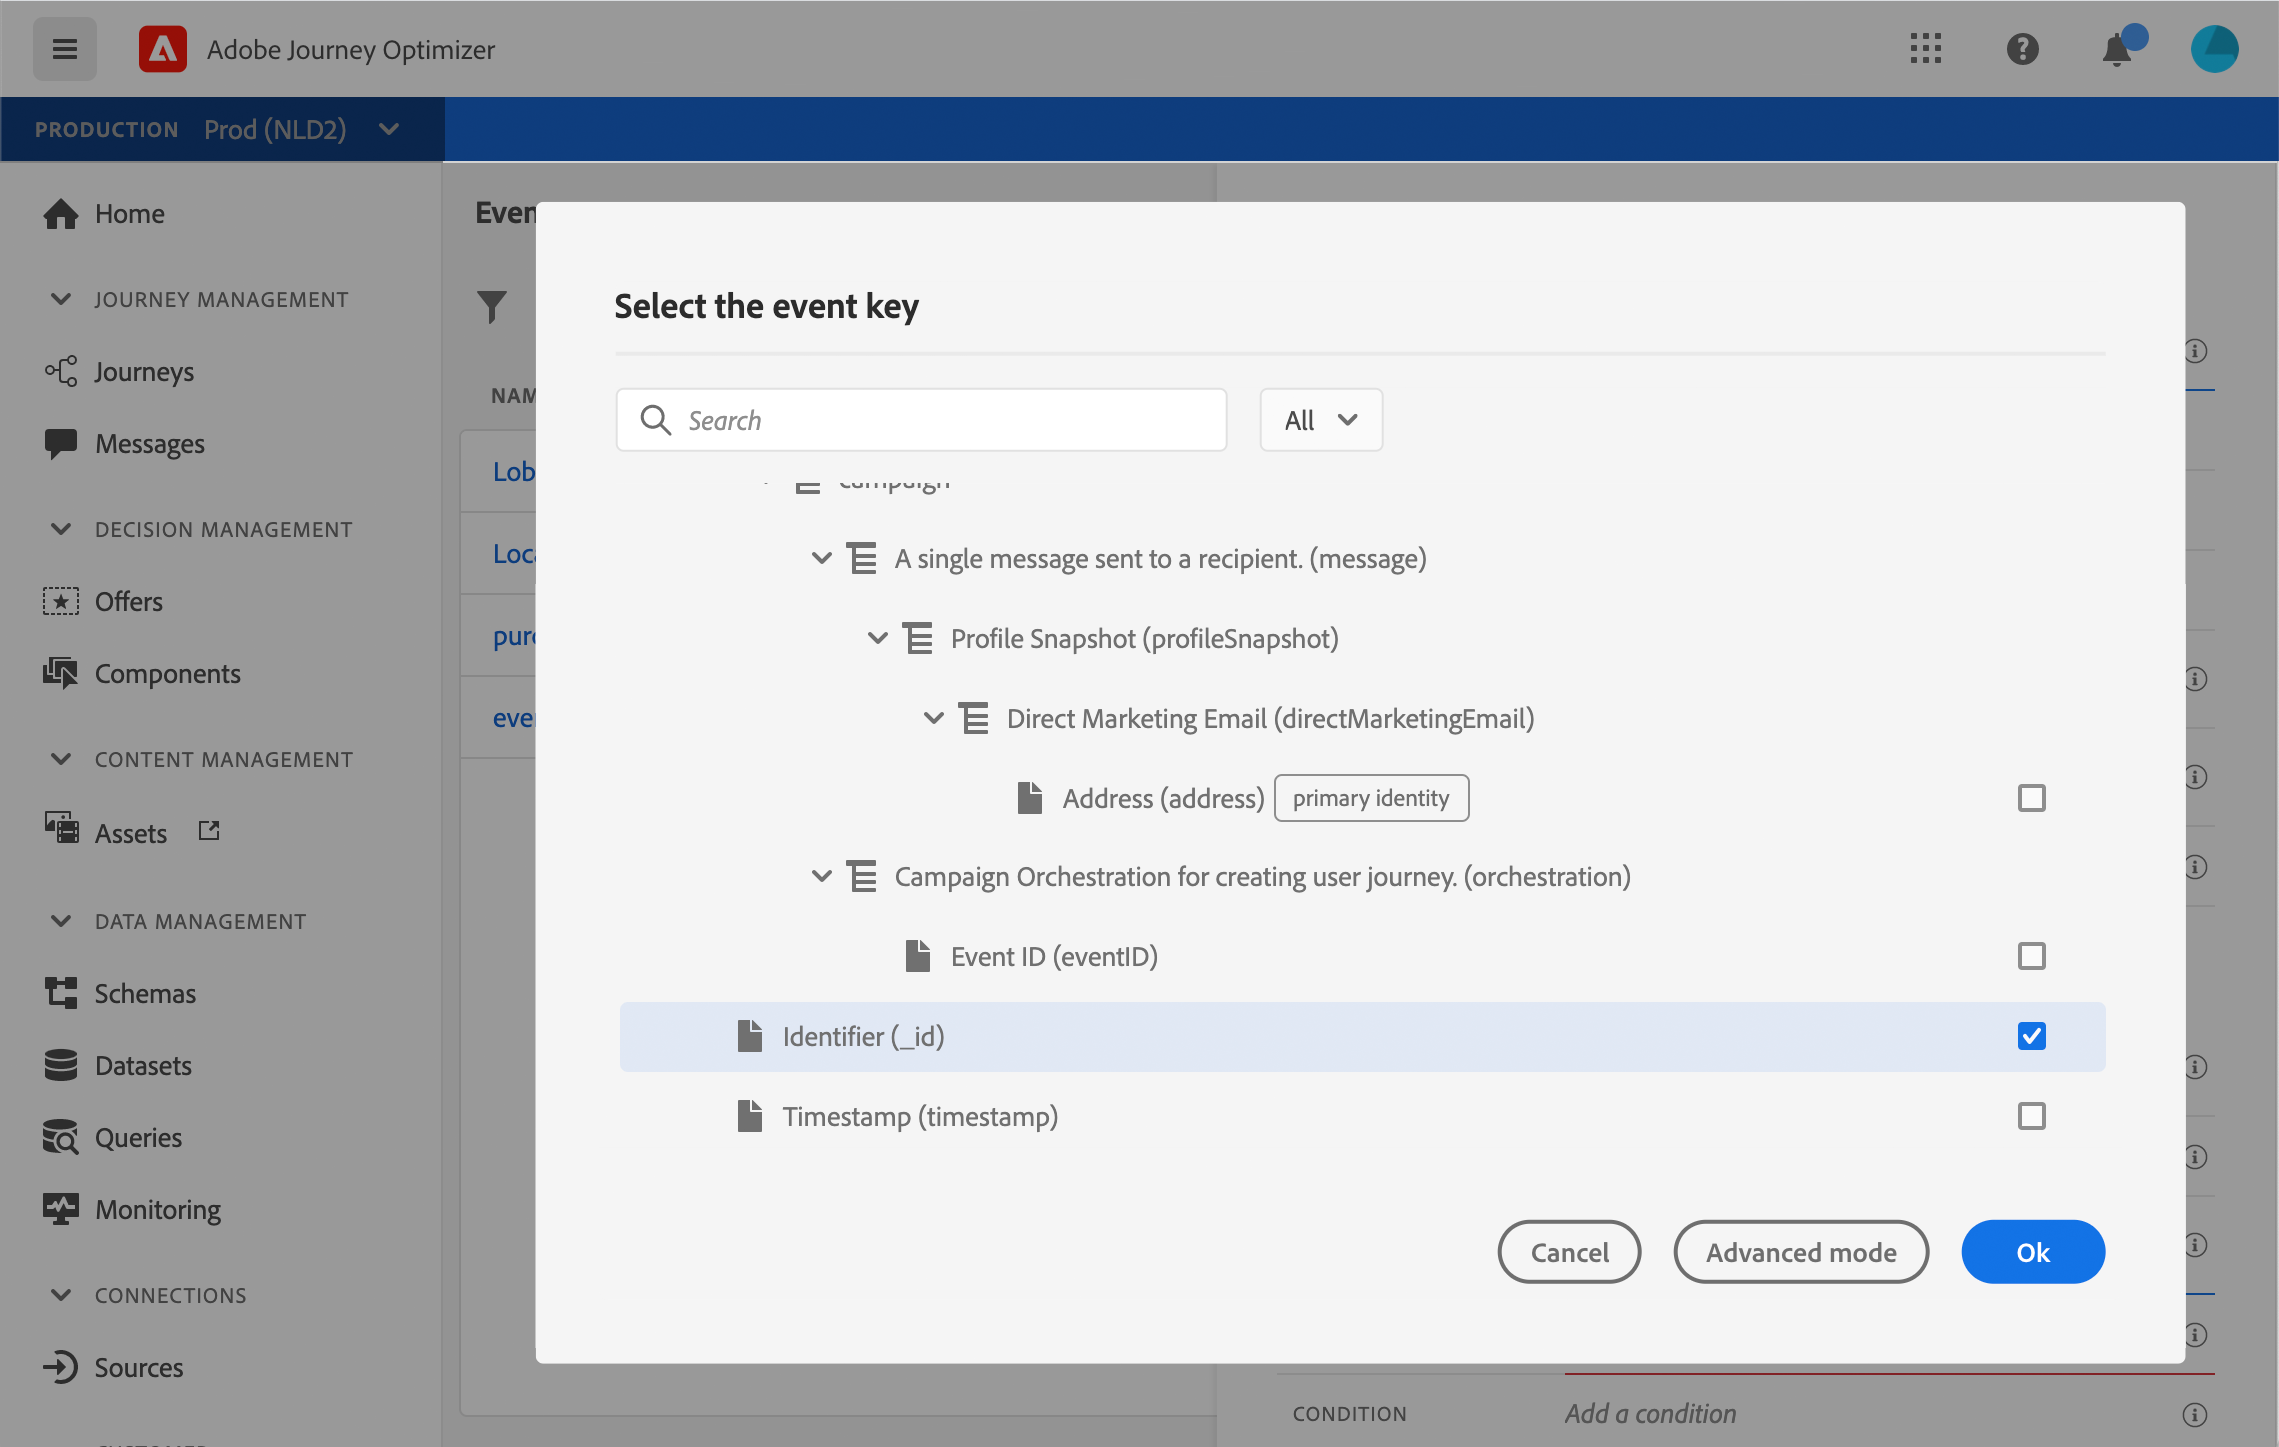 Adobe Journey Optimizer
PRODUCTION Prod (NLD2)
Home
JOURNEY MANAGEMENT
Journeys
Messages
DECISION MANAGEMENT
Offers
Components
CONTENT MANAGEMENT
Assets
DATA MANAGEMENT
Schemas
Datasets
Queries
Monitoring
CONNECTIONS
Sources
Even
NAM
Lob
Loca
purc
eve
Select the event key
Search
All
Campaign
A single message sent to a recipient. (message)
Profile Snapshot (profileSnapshot)
Direct Marketing Email (directMarketingEmail)
Address (address) primary identity
Campaign Orchestration for creating user journey. (orchestration)
Event ID (eventID)
Identifier (_id)
Timestamp (timestamp)
Cancel
Advanced mode
Ok
CONDITION
Add a condition